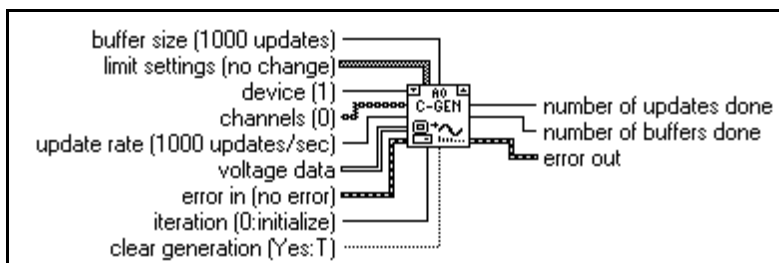 buffer size (1000 updates)
limit settings (no change)
device (1)
channels (0)
update rate (1000 updates/sec)
voltage data
error in (no error)
iteration (0:initialize)
clear generation (Yes:T)
AO
C-GEN
number of updates done
number of buffers done
error out